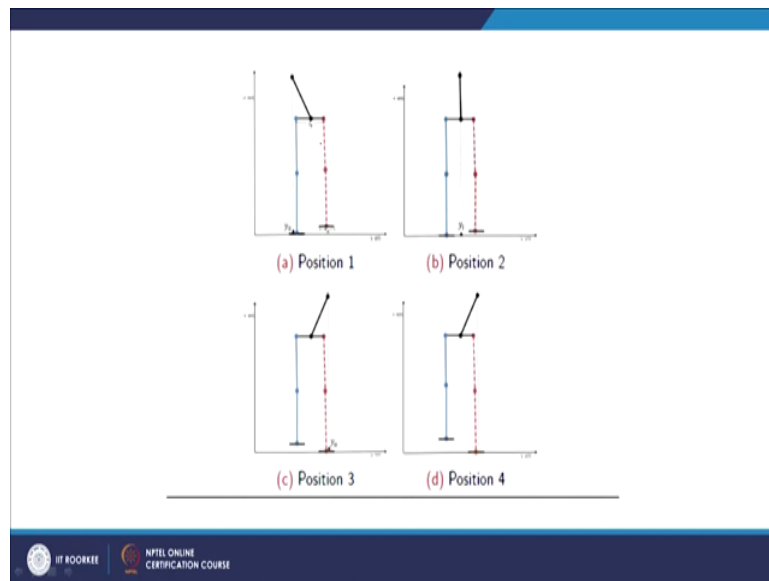 (a) Position 1
(b) Position 2
(c) Position 3
(d) Position 4
IIT ROORKEE
NPTEL ONLINE
CERTIFICATION COURSE